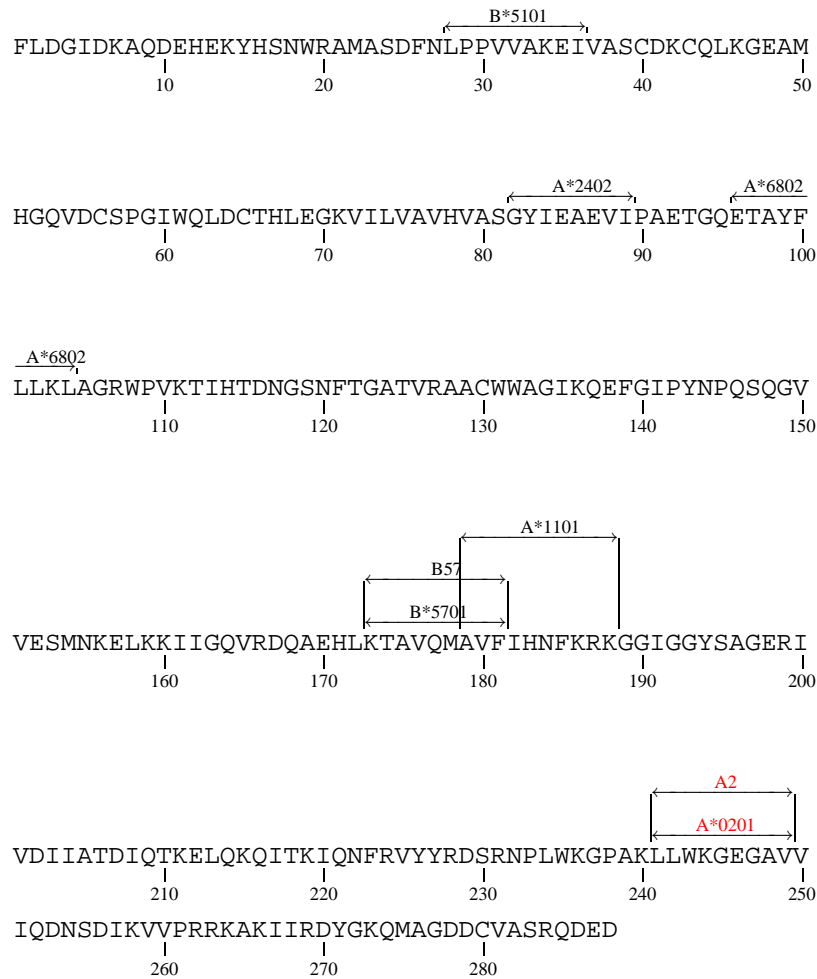 B*5101
FLDGIDKAQDEHEKYHSNWRAMASDFNLPPVVAKEIVASCDKCQLKGEAM
10 20 30 40 50
A*2402 A*6802
HGQVDCSPGIWQLDCTHLEGKVILVAVHVASGYIEAEVIPAETGQETAYF
60 70 80 90 100
A*6802
LLKLAGRWPVKTIHTDNGSNFTGATVRAACWWAGIKQEFGIPYNPQSQGV
110 120 130 140 150
A*1101
B57
B*5701
VESMNKELKKIIGQVRDQAEHLKTAVQMAVFIHNFKRKGGIGGYSAGERI
160 170 180 190 200
A2
A*0201
VDIIATDIQTKELQKQITKIQNFRVYYRDSRNPLWKGPAKLLWKGEGAVV
210 220 230 240 250
IQDNSDIKVVPRRKAKIIRDYGKQMAGDDCVASRQDED
260 270 280